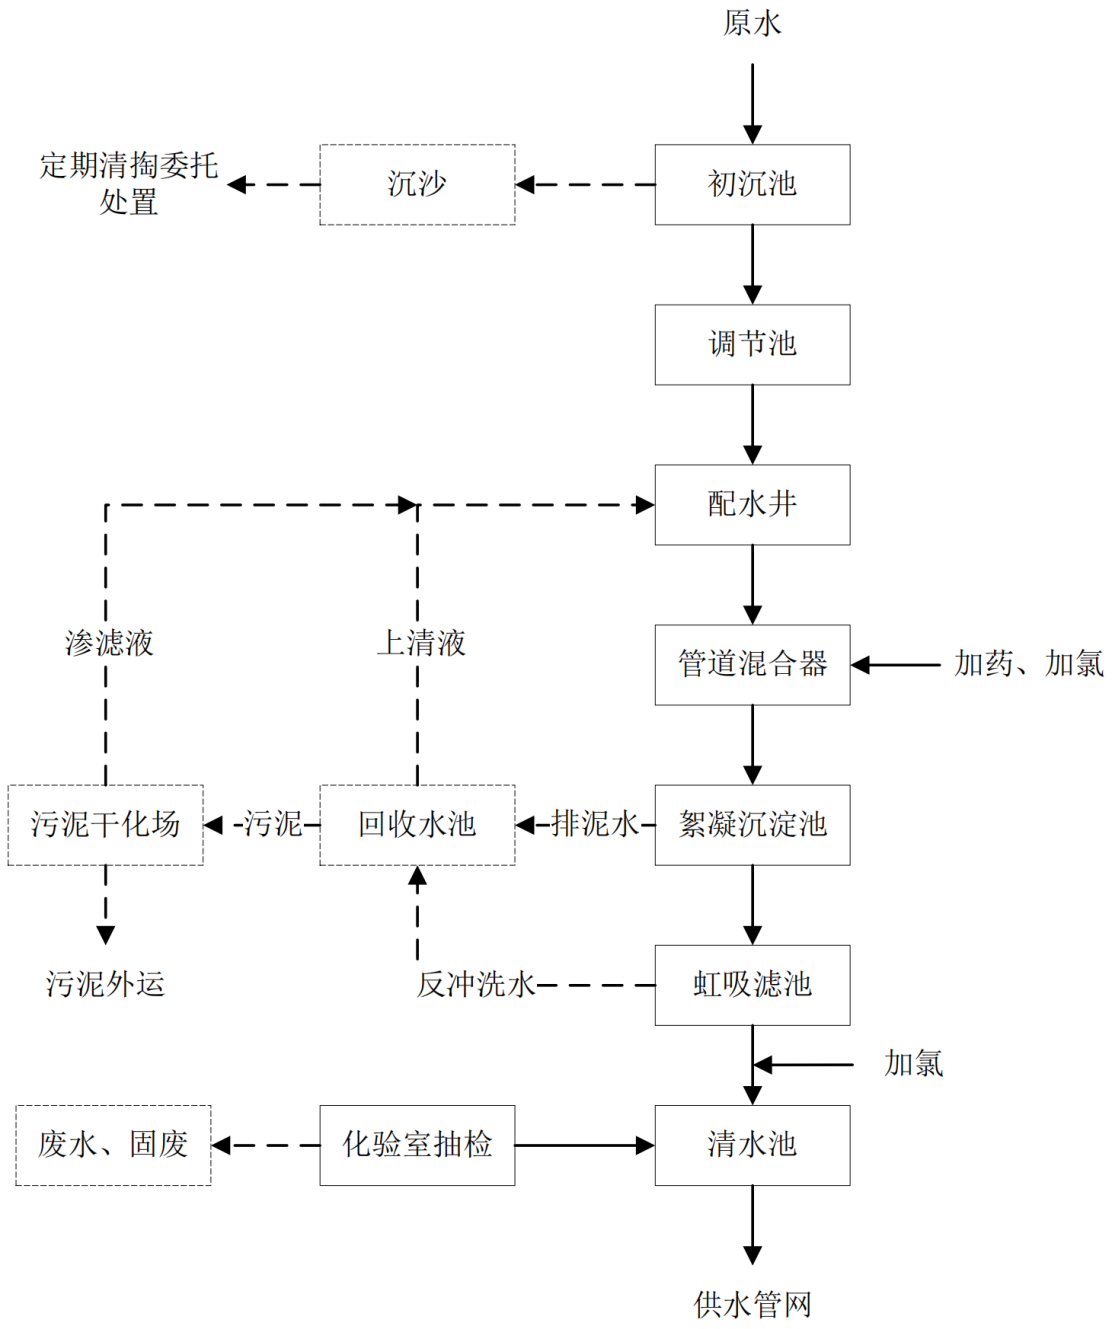 原水
定期清掏委托
处置
沉沙
初沉池
调节池
配水井
渗滤液
上清液
管道混合器
加药、加氯
污泥干化场
污泥
回收水池
排泥水
絮凝沉淀池
污泥外运
反冲洗水
虹吸滤池
加氯
废水、固废
化验室抽检
清水池
供水管网